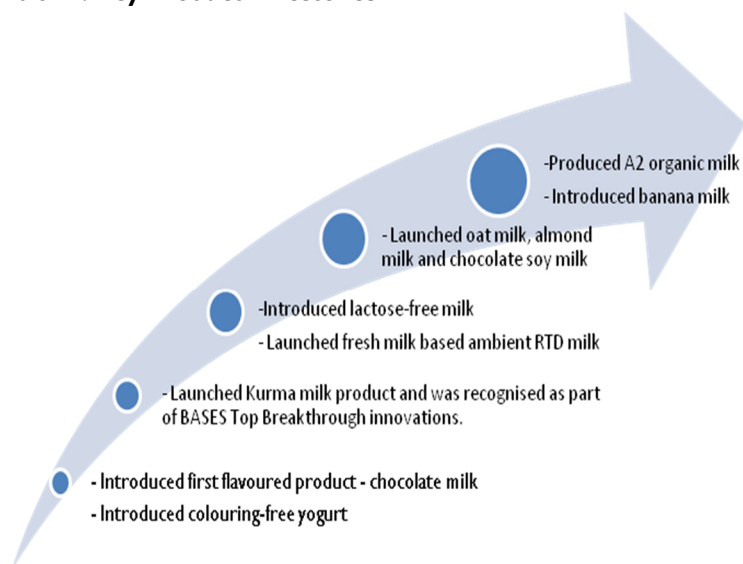 -Produced A2 organic milk
- Introduced banana milk
- Launched oat milk, almond
milk and chocolate soy milk
-Introduced lactose-free milk
- Launched fresh milk based ambient RTD milk
- Launched Kurma milk product and was recognised as part
of BASES Top Breakthrough innovations.
- Introduced first flavoured product - chocolate milk
- Introduced colouring-free yogurt